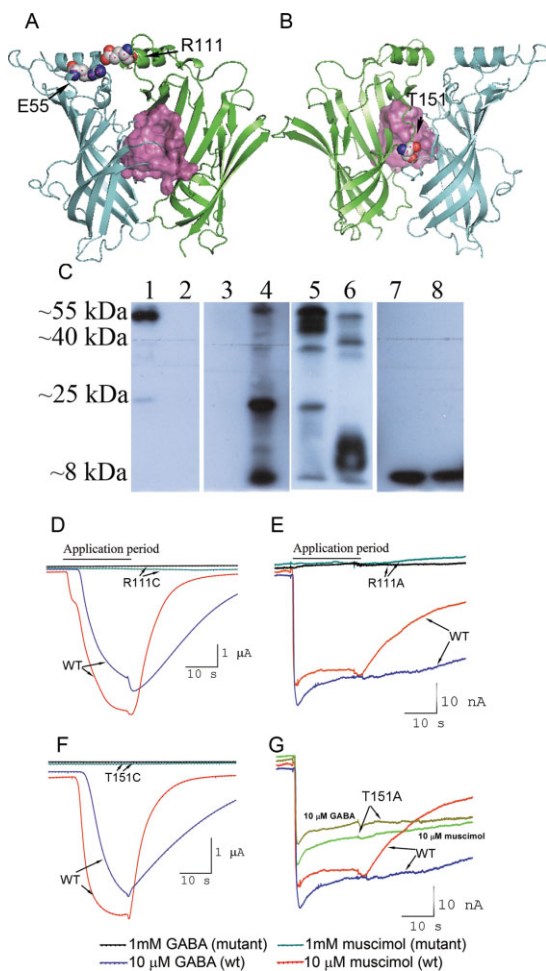 A
B
R111
T151
E55
C
1 2 3 4 5 6 7 8
~55 kDa
~40 kDa
~25 kDa
~8 kDa
D
E
Application period
Application period
R111C
R111A
WT
WT
1 µA
10 s
10 nA
10 s
F
G
T151C
T151A
10 µM GABA
10 µM muscimol
WT
WT
1 µA
10 s
10 nA
10 s
1mM GABA (mutant)
1mM muscimol (mutant)
10 µM GABA (wt)
10 µM muscimol (wt)